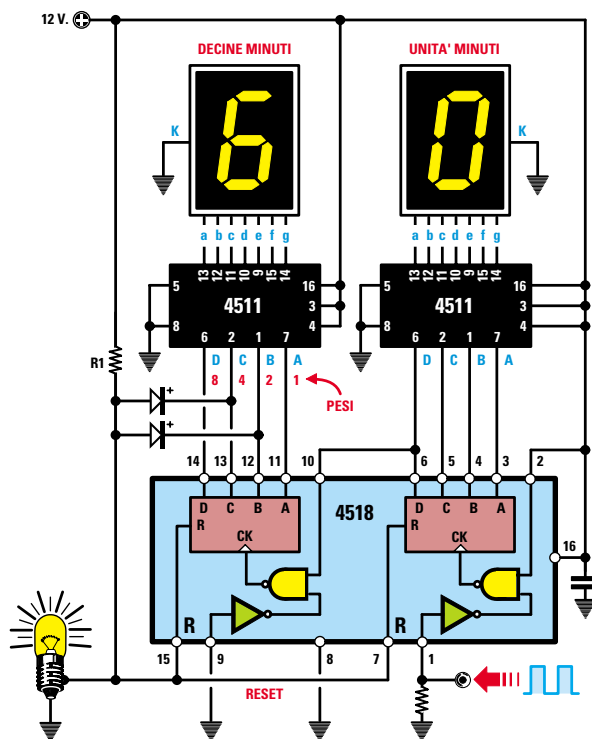 12 V.
DECINE MINUTI
UNITA' MINUTI
K
K
a b c d e f g
a b c d e f g
13 12 11 10 9 15 14
13 12 11 10 9 15 14
5
4511
16
5
4511
16
8
3
8
3
4
4
6 2 1 7
6 2 1 7
R1
D C B A
D C B A
8 4 2 1
PESI
14 13 12 11 10
6 5 4 3 2
D C B A
4518
D C B A
R
R
CK
CK
16
R
R
15 9 8 7 1
RESET